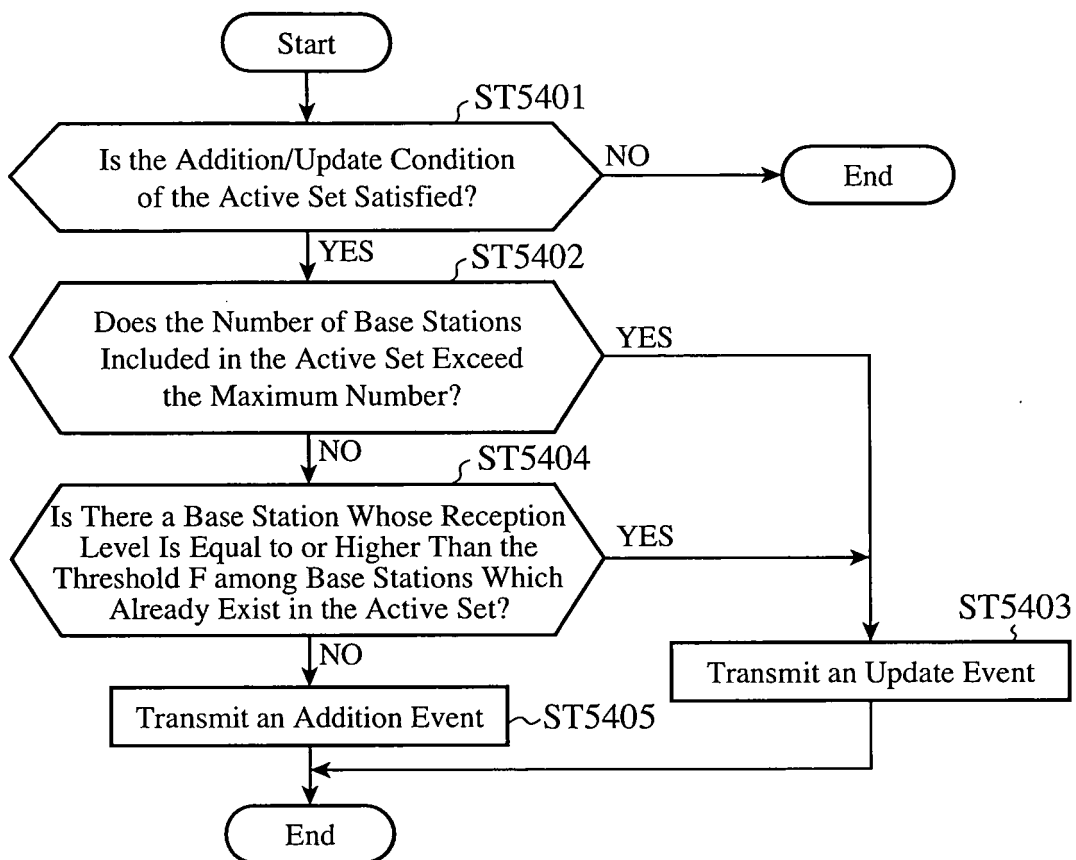 Start
ST5401
Is the Addition/Update Condition
of the Active Set Satisfied?
NO
End
YES
ST5402
Does the Number of Base Stations
Included in the Active Set Exceed
the Maximum Number?
YES
NO
ST5404
Is There a Base Station Whose Reception
Level Is Equal to or Higher Than the
Threshold F among Base Stations Which
Already Exist in the Active Set?
YES
ST5403
Transmit an Update Event
NO
Transmit an Addition Event
ST5405
End